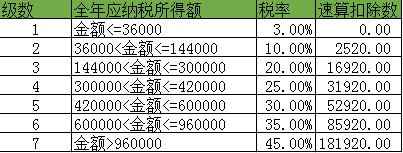 级数 全年应纳税所得额 税率 速算扣除数
1 金额<=36000 3.00% 0.00
2 36000<金额<=144000 10.00% 2520.00
3 144000<金额<=300000 20.00% 16920.00
4 300000<金额<=420000 25.00% 31920.00
5 420000<金额<=600000 30.00% 52920.00
6 600000<金额<=960000 35.00% 85920.00
7 金额>960000 45.00% 181920.00